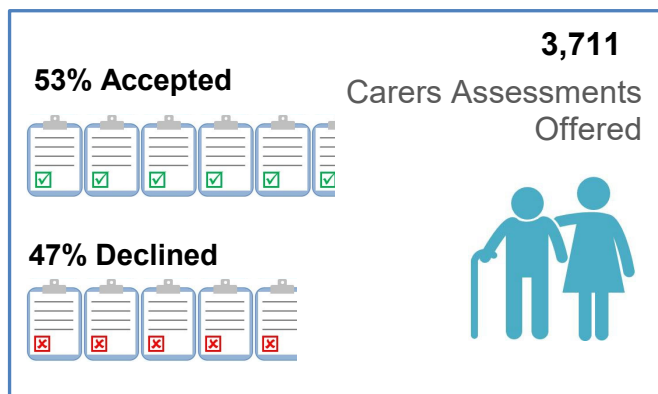 53% Accepted
47% Declined
3,711
Carers Assessments
Offered